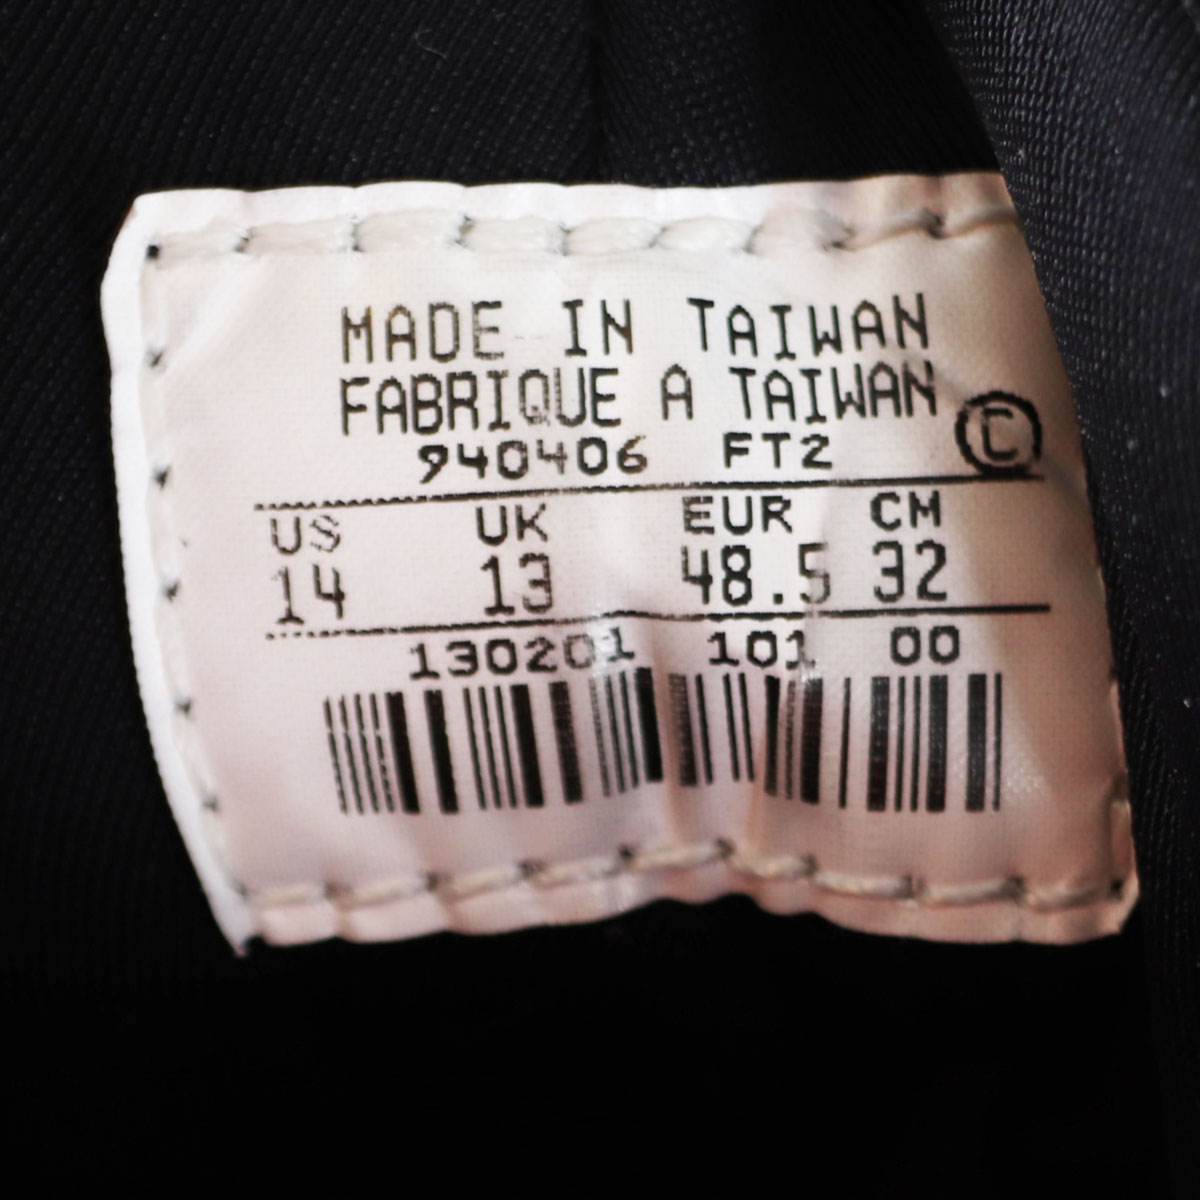 MADE IN TAIWAN
FABRIQUE A TAIWAN
940406 FT2 ©
US UK EUR CM
14 13 48.5 32
130201 101 00